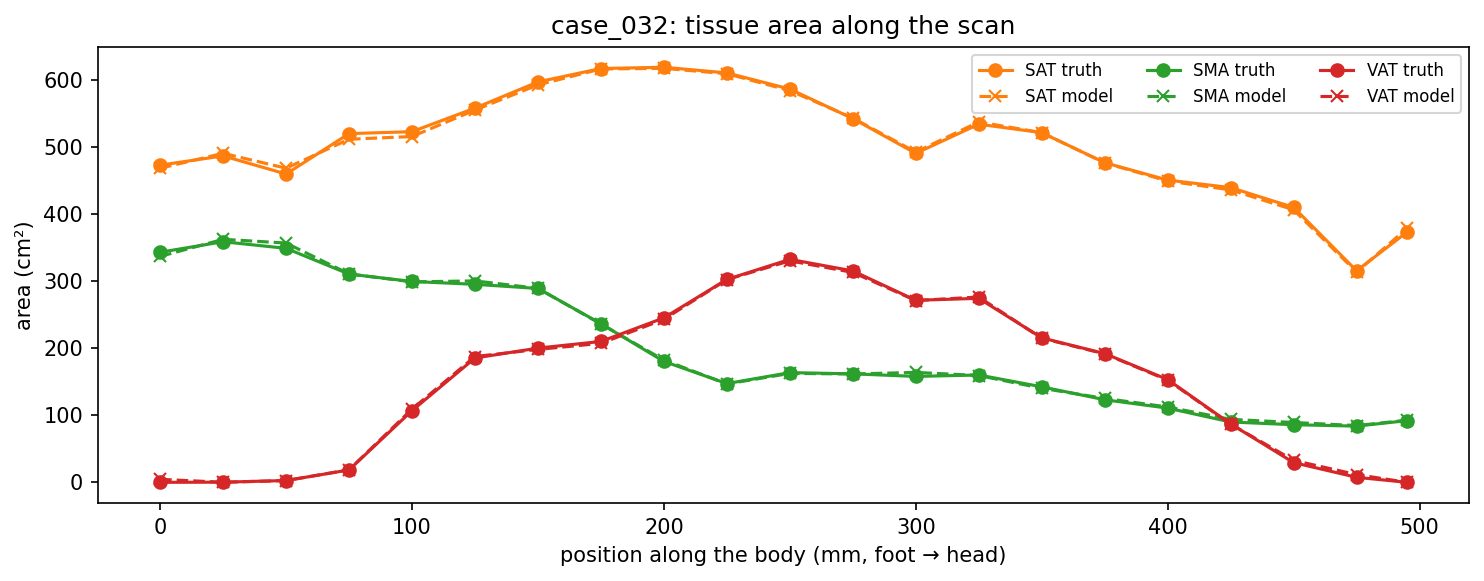 case_032: tissue area along the scan
SAT truth
SAT model
SMA truth
SMA model
VAT truth
VAT model
area (cm²)
600
500
400
300
200
100
0
0 100 200 300 400 500
position along the body (mm, foot → head)